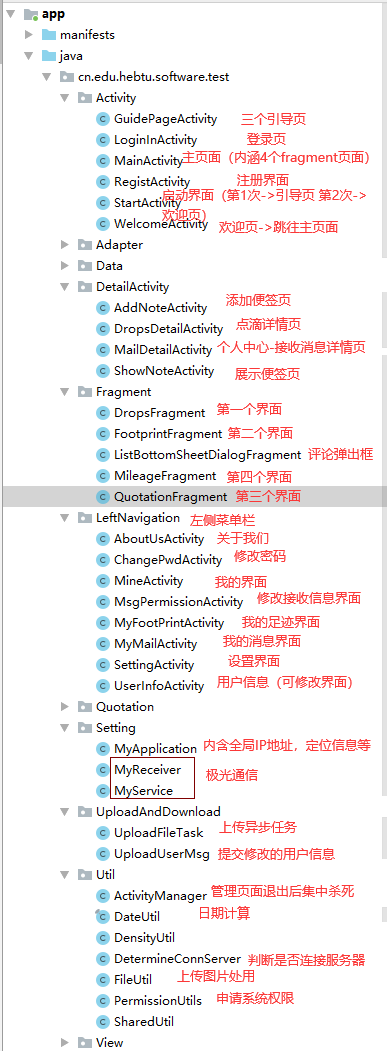 app
manifests
java
cn.edu.hebtu.software.test
Activity
GuidePageActivity 三个引导页
LoginInActivity 登录页
MainActivity 主页面（内涵4个fragment页面）
RegistActivity 注册界面
StartActivity 启动界面（第1次->引导页 第2次->
欢迎页）
WelcomeActivity 欢迎页->跳往主页面
Adapter
Data
DetailActivity
AddNoteActivity 添加便签页
DropsDetailActivity 点滴详情页
MailDetailActivity 个人中心-接收消息详情页
ShowNoteActivity 展示便签页
Fragment
DropsFragment 第一个界面
FootprintFragment 第二个界面
ListBottomSheetDialogFragment 评论弹出框
MileageFragment 第四个界面
QuotationFragment 第三个界面
LeftNavigation 左侧菜单栏
AboutUsActivity 关于我们
ChangePwdActivity 修改密码
MineActivity 我的界面
MsgPermissionActivity 修改接收信息界面
MyFootPrintActivity 我的足迹界面
MyMailActivity 我的消息界面
SettingActivity 设置界面
UserInfoActivity 用户信息（可修改界面）
Quotation
Setting
MyApplication 内含全局IP地址，定位信息等
MyReceiver 极光通信
MyService
UploadAndDownload
UploadFileTask 上传异步任务
UploadUserMsg 提交修改的用户信息
Util
ActivityManager 管理页面退出后集中杀死
DateUtil 日期计算
DensityUtil
DetermineConnServer 判断是否连接服务器
FileUtil 上传图片处用
PermissionUtils 申请系统权限
SharedUtil
View